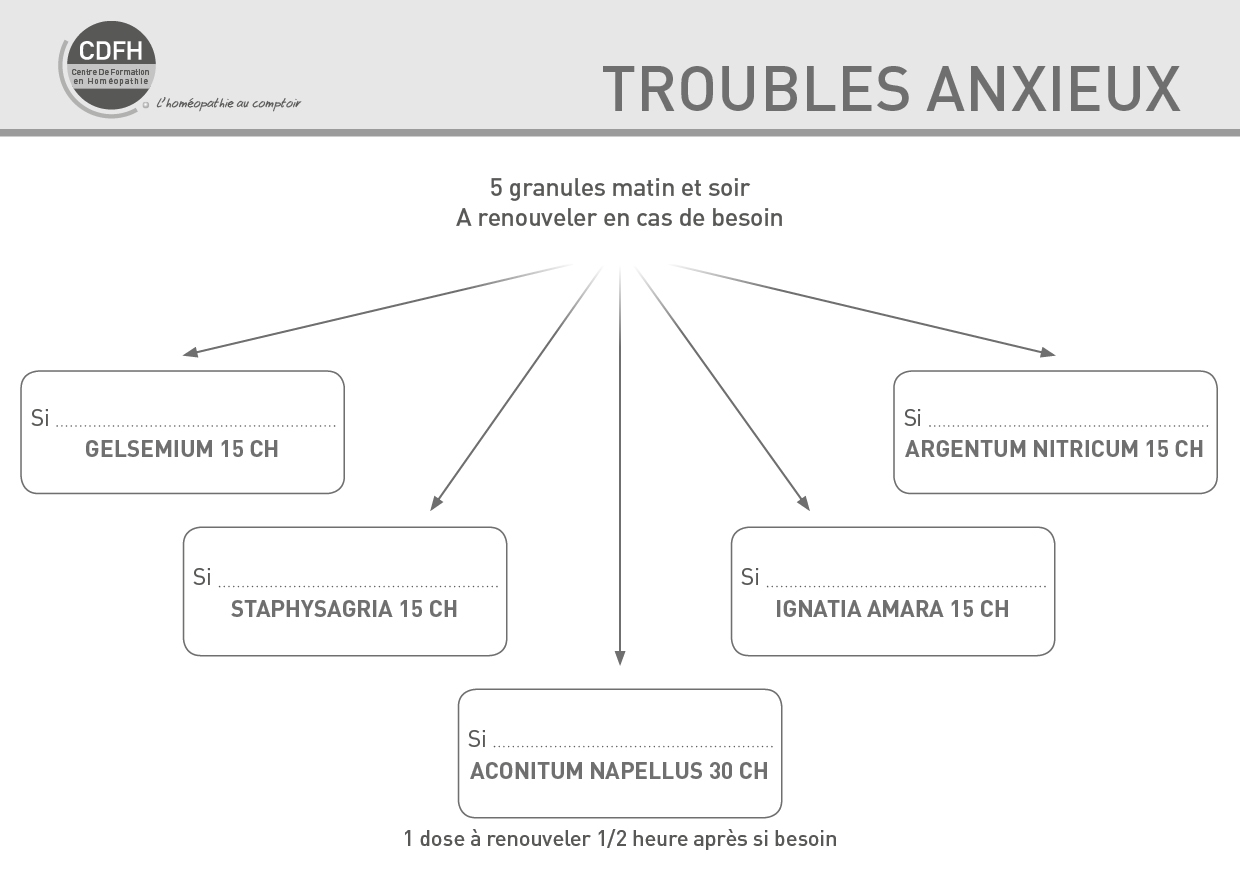 CDFH
Centre De Formation
en Homéopathie
L'homéopathie au comptoir
TROUBLES ANXIEUX
5 granules matin et soir
A renouveler en cas de besoin
Si ................................................
GELSEMIUM 15 CH
Si ................................................
ARGENTUM NITRICUM 15 CH
Si ................................................
STAPHYSAGRIA 15 CH
Si ................................................
IGNATIA AMARA 15 CH
Si ................................................
ACONITUM NAPELLUS 30 CH
1 dose à renouveler 1/2 heure après si besoin